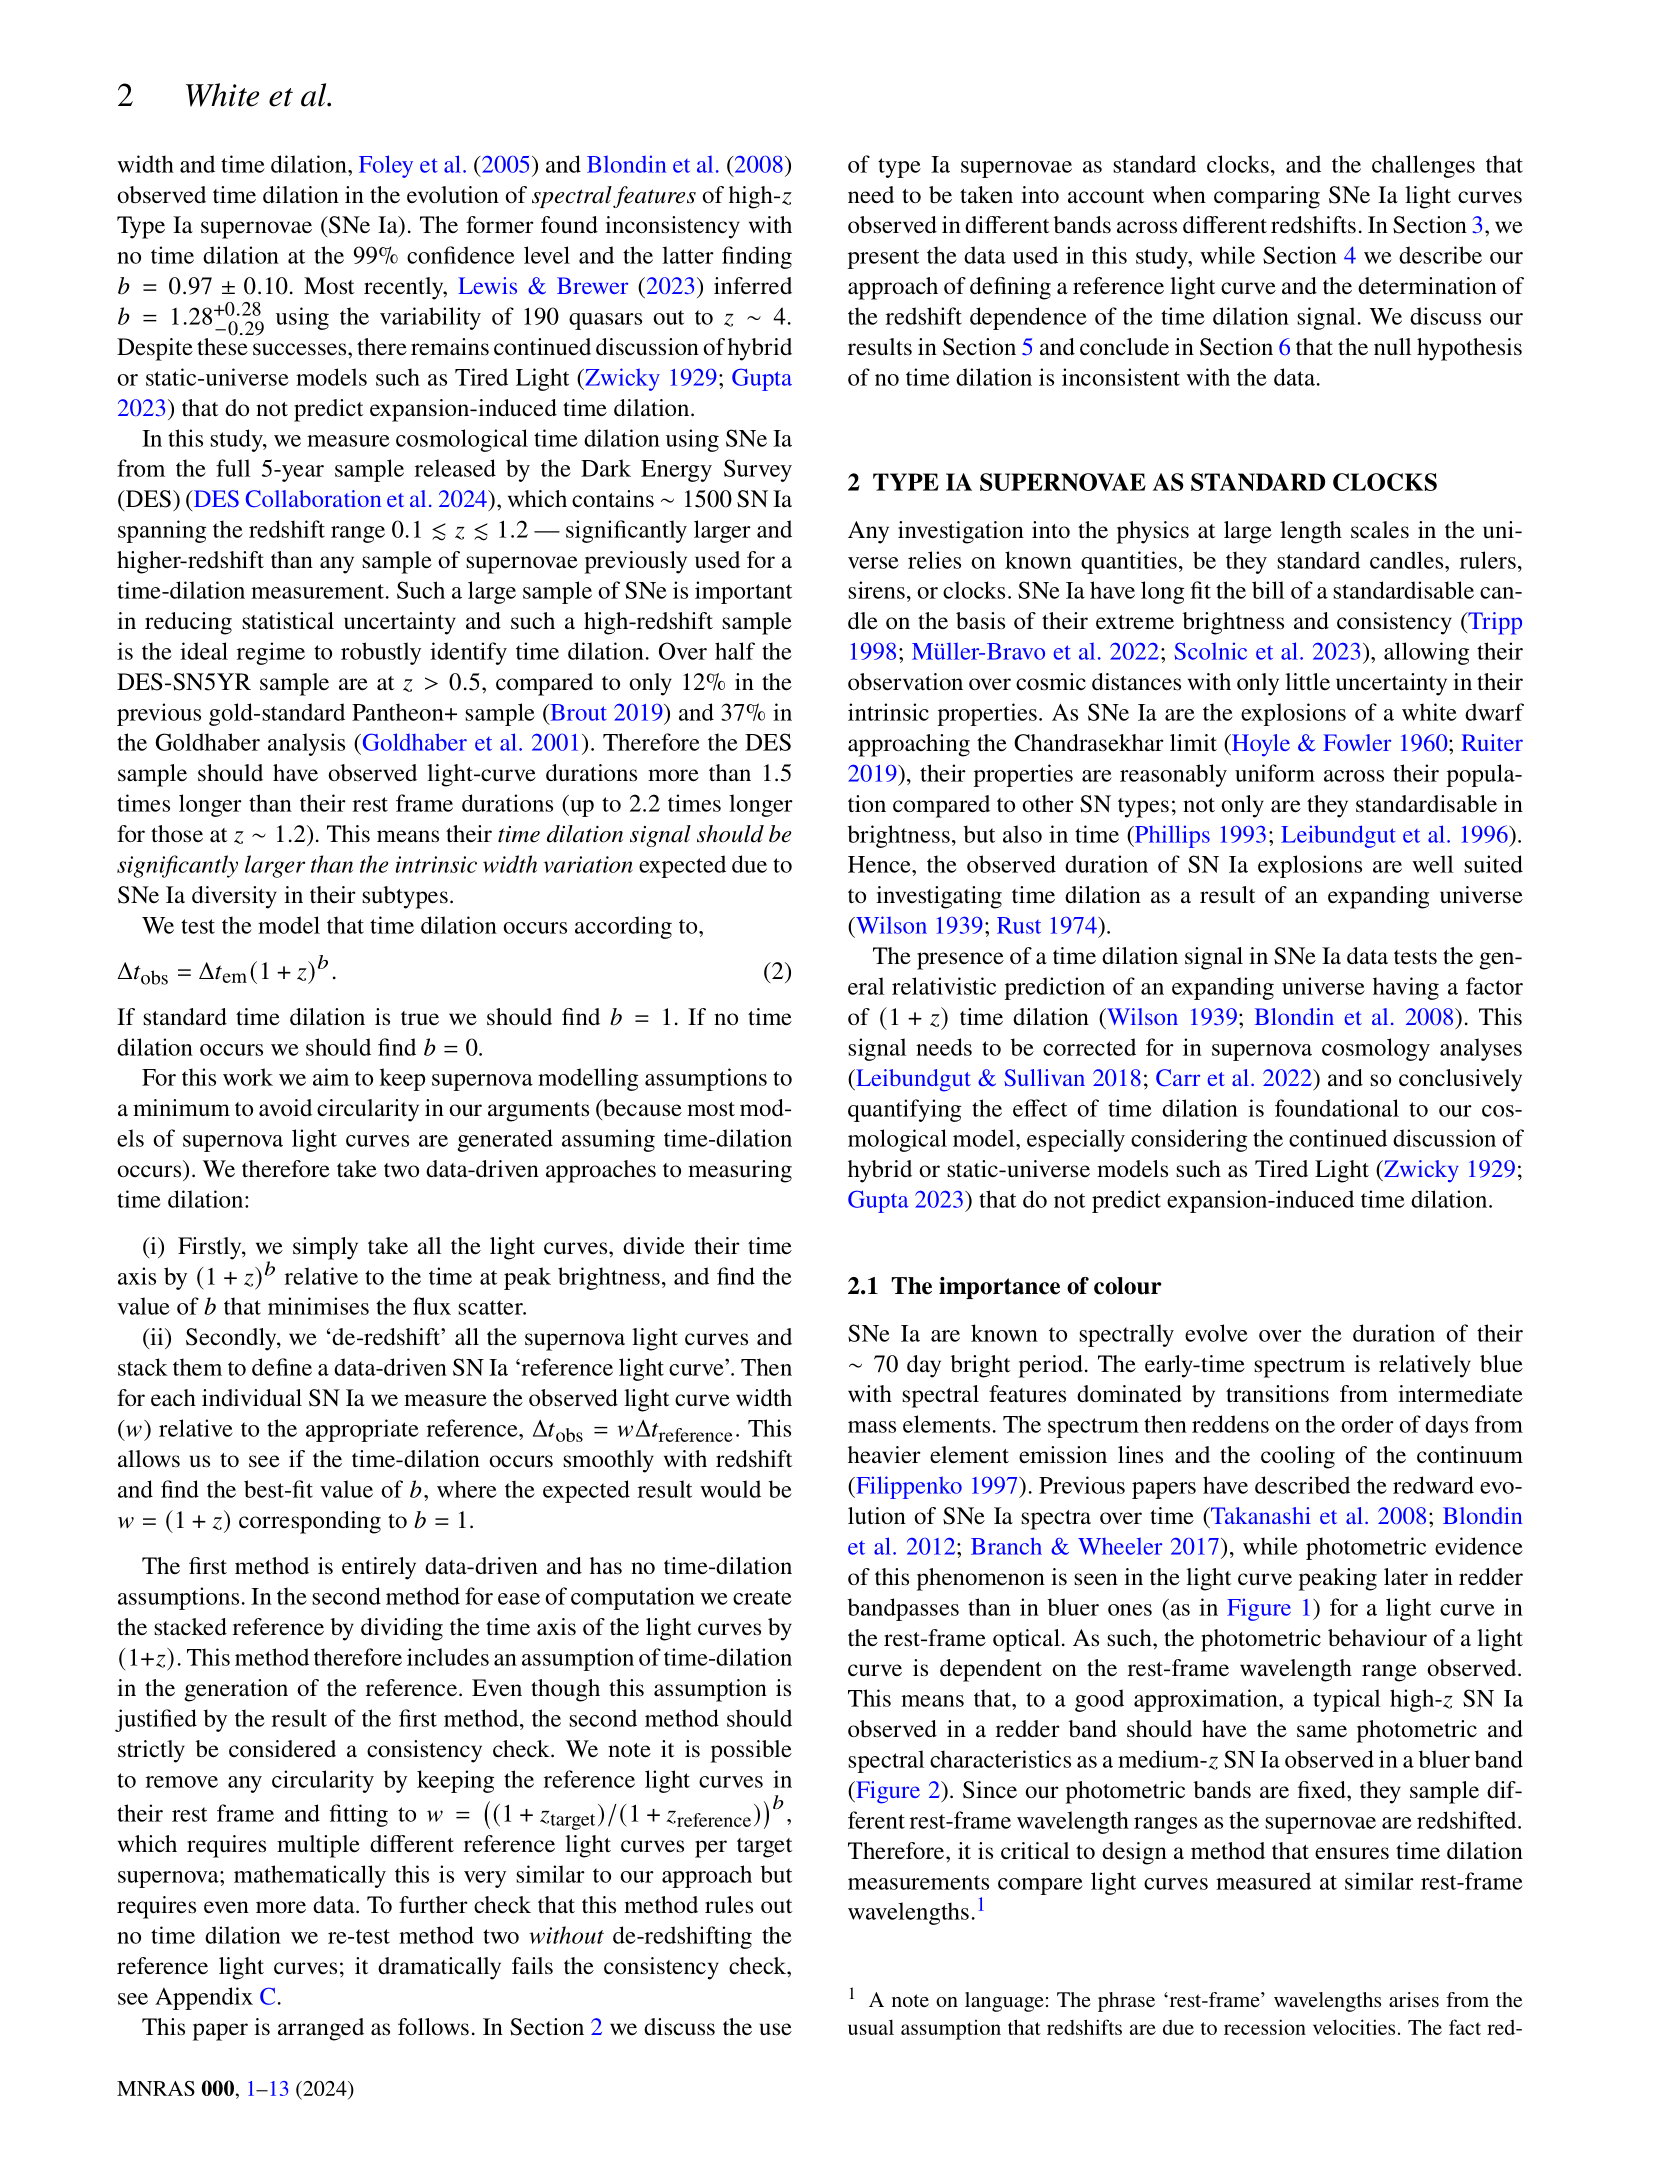 2 White et al.
width and time dilation, Foley et al. (2005) and Blondin et al. (2008)
observed time dilation in the evolution of spectral features of high-z
Type Ia supernovae (SNe Ia). The former found inconsistency with
no time dilation at the 99% confidence level and the latter finding
b = 0.97 ± 0.10. Most recently, Lewis & Brewer (2023) inferred
b = 1.28+0.28−0.29 using the variability of 190 quasars out to z ∼ 4.
Despite these successes, there remains continued discussion of hybrid
or static-universe models such as Tired Light (Zwicky 1929; Gupta
2023) that do not predict expansion-induced time dilation.
In this study, we measure cosmological time dilation using SNe Ia
from the full 5-year sample released by the Dark Energy Survey
(DES) (DES Collaboration et al. 2024), which contains ∼ 1500 SN Ia
spanning the redshift range 0.1 ≲ z ≲ 1.2 — significantly larger and
higher-redshift than any sample of supernovae previously used for a
time-dilation measurement. Such a large sample of SNe is important
in reducing statistical uncertainty and such a high-redshift sample
is the ideal regime to robustly identify time dilation. Over half the
DES-SN5YR sample are at z > 0.5, compared to only 12% in the
previous gold-standard Pantheon+ sample (Brout 2019) and 37% in
the Goldhaber analysis (Goldhaber et al. 2001). Therefore the DES
sample should have observed light-curve durations more than 1.5
times longer than their rest frame durations (up to 2.2 times longer
for those at z ∼ 1.2). This means their time dilation signal should be
significantly larger than the intrinsic width variation expected due to
SNe Ia diversity in their subtypes.
We test the model that time dilation occurs according to,
Δtobs = Δtem(1 + z)^b. (2)
If standard time dilation is true we should find b = 1. If no time
dilation occurs we should find b = 0.
For this work we aim to keep supernova modelling assumptions to
a minimum to avoid circularity in our arguments (because most mod-
els of supernova light curves are generated assuming time-dilation
occurs). We therefore take two data-driven approaches to measuring
time dilation:
(i) Firstly, we simply take all the light curves, divide their time
axis by (1 + z)^b relative to the time at peak brightness, and find the
value of b that minimises the flux scatter.
(ii) Secondly, we ‘de-redshift’ all the supernova light curves and
stack them to define a data-driven SN Ia ‘reference light curve’. Then
for each individual SN Ia we measure the observed light curve width
(w) relative to the appropriate reference, Δtobs = wΔtreference. This
allows us to see if the time-dilation occurs smoothly with redshift
and find the best-fit value of b, where the expected result would be
w = (1 + z) corresponding to b = 1.
The first method is entirely data-driven and has no time-dilation
assumptions. In the second method for ease of computation we create
the stacked reference by dividing the time axis of the light curves by
(1+z). This method therefore includes an assumption of time-dilation
in the generation of the reference. Even though this assumption is
justified by the result of the first method, the second method should
strictly be considered a consistency check. We note it is possible
to remove any circularity by keeping the reference light curves in
their rest frame and fitting to w = ((1 + ztarget)/(1 + zreference))^b,
which requires multiple different reference light curves per target
supernova; mathematically this is very similar to our approach but
requires even more data. To further check that this method rules out
no time dilation we re-test method two without de-redshifting the
reference light curves; it dramatically fails the consistency check,
see Appendix C.
This paper is arranged as follows. In Section 2 we discuss the use
of type Ia supernovae as standard clocks, and the challenges that
need to be taken into account when comparing SNe Ia light curves
observed in different bands across different redshifts. In Section 3, we
present the data used in this study, while Section 4 we describe our
approach of defining a reference light curve and the determination of
the redshift dependence of the time dilation signal. We discuss our
results in Section 5 and conclude in Section 6 that the null hypothesis
of no time dilation is inconsistent with the data.
2 TYPE IA SUPERNOVAE AS STANDARD CLOCKS
Any investigation into the physics at large length scales in the uni-
verse relies on known quantities, be they standard candles, rulers,
sirens, or clocks. SNe Ia have long fit the bill of a standardisable can-
dle on the basis of their extreme brightness and consistency (Tripp
1998; Müller-Bravo et al. 2022; Scolnic et al. 2023), allowing their
observation over cosmic distances with only little uncertainty in their
intrinsic properties. As SNe Ia are the explosions of a white dwarf
approaching the Chandrasekhar limit (Hoyle & Fowler 1960; Ruiter
2019), their properties are reasonably uniform across their popula-
tion compared to other SN types; not only are they standardisable in
brightness, but also in time (Phillips 1993; Leibundgut et al. 1996).
Hence, the observed duration of SN Ia explosions are well suited
to investigating time dilation as a result of an expanding universe
(Wilson 1939; Rust 1974).
The presence of a time dilation signal in SNe Ia data tests the gen-
eral relativistic prediction of an expanding universe having a factor
of (1 + z) time dilation (Wilson 1939; Blondin et al. 2008). This
signal needs to be corrected for in supernova cosmology analyses
(Leibundgut & Sullivan 2018; Carr et al. 2022) and so conclusively
quantifying the effect of time dilation is foundational to our cos-
mological model, especially considering the continued discussion of
hybrid or static-universe models such as Tired Light (Zwicky 1929;
Gupta 2023) that do not predict expansion-induced time dilation.
2.1 The importance of colour
SNe Ia are known to spectrally evolve over the duration of their
∼ 70 day bright period. The early-time spectrum is relatively blue
with spectral features dominated by transitions from intermediate
mass elements. The spectrum then reddens on the order of days from
heavier element emission lines and the cooling of the continuum
(Filippenko 1997). Previous papers have described the redward evo-
lution of SNe Ia spectra over time (Takanashi et al. 2008; Blondin
et al. 2012; Branch & Wheeler 2017), while photometric evidence
of this phenomenon is seen in the light curve peaking later in redder
bandpasses than in bluer ones (as in Figure 1) for a light curve in
the rest-frame optical. As such, the photometric behaviour of a light
curve is dependent on the rest-frame wavelength range observed.
This means that, to a good approximation, a typical high-z SN Ia
observed in a redder band should have the same photometric and
spectral characteristics as a medium-z SN Ia observed in a bluer band
(Figure 2). Since our photometric bands are fixed, they sample dif-
ferent rest-frame wavelength ranges as the supernovae are redshifted.
Therefore, it is critical to design a method that ensures time dilation
measurements compare light curves measured at similar rest-frame
wavelengths.1
1 A note on language: The phrase ‘rest-frame’ wavelengths arises from the
usual assumption that redshifts are due to recession velocities. The fact red-
MNRAS 000, 1–13 (2024)